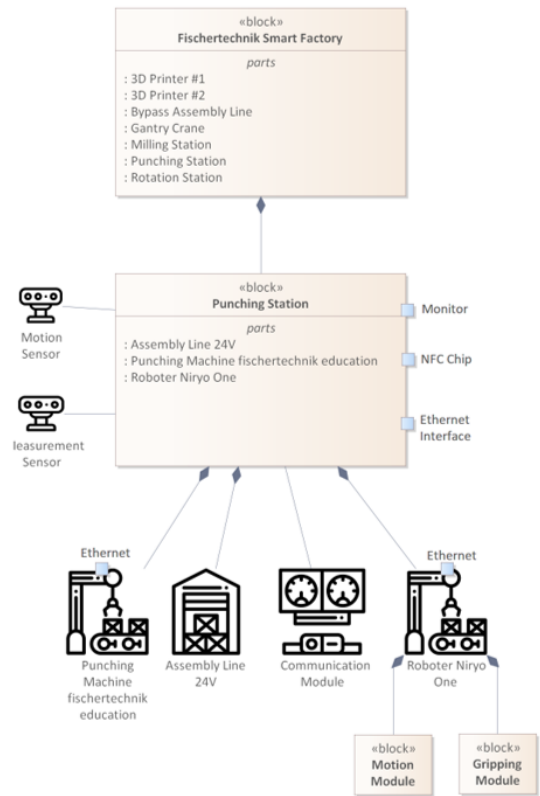 «block»
Fischertechnik Smart Factory
parts
: 3D Printer #1
: 3D Printer #2
: Bypass Assembly Line
: Gantry Crane
: Milling Station
: Punching Station
: Rotation Station
«block»
Punching Station
parts
: Assembly Line 24V
: Punching Machine fischertechnik education
: Roboter Niryo One
Motion
Sensor
leasurement
Sensor
Monitor
NFC Chip
Ethernet
Interface
Ethernet
Punching
Machine
fischertechnik
education
Assembly Line
24V
Communication
Module
Ethernet
Roboter Niryo
One
«block»
Motion
Module
«block»
Gripping
Module